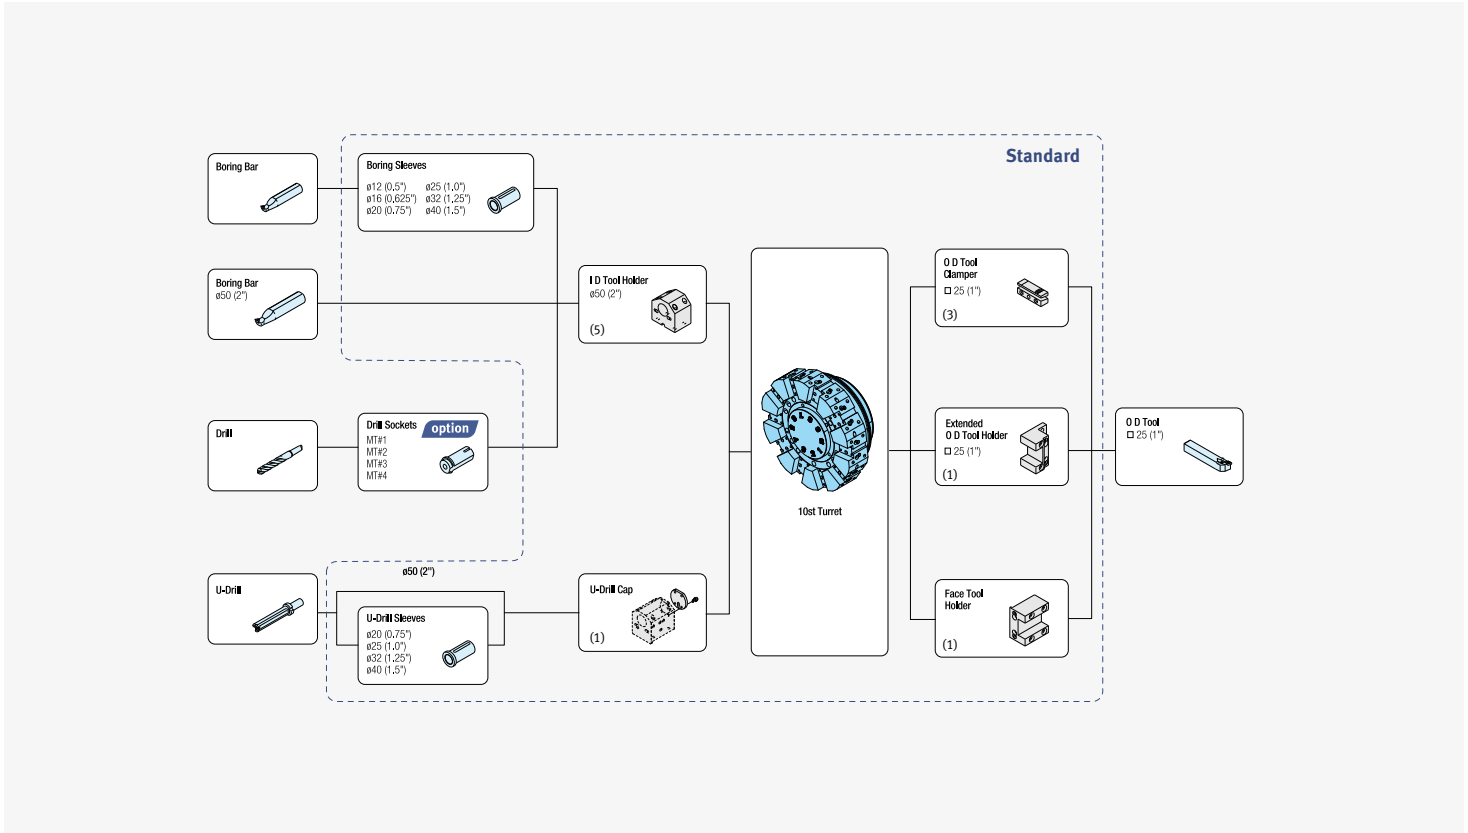 Standard
Boring Bar
Boring Sleeves
ø12 (0.5") ø25 (1.0")
ø16 (0.625") ø32 (1.25")
ø20 (0.75") ø40 (1.5")
Boring Bar
ø50 (2")
I D Tool Holder
ø50 (2")
(5)
Drill
Drill Sockets option
MT#1
MT#2
MT#3
MT#4
ø50 (2")
U-Drill
U-Drill Sleeves
ø20 (0.75")
ø25 (1.0")
ø32 (1.25")
ø40 (1.5")
U-Drill Cap
(1)
10st Turret
O D Tool
Clamper
□ 25 (1")
(3)
Extended
O D Tool Holder
□ 25 (1")
(1)
Face Tool
Holder
(1)
O D Tool
□ 25 (1")